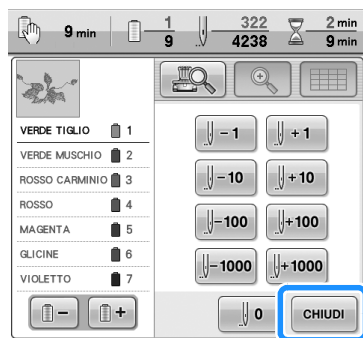 9 min 1 322 2 min
9 4238 9 min
VERDE TIGLIO 1
VERDE MUSCHIO 2
ROSSO CARMINIO 3
ROSSO 4
MAGENTA 5
GLICINE 6
VIOLETTO 7
− +
− 1 + 1
− 10 + 10
−100 +100
−1000 +1000
0 CHIUDI